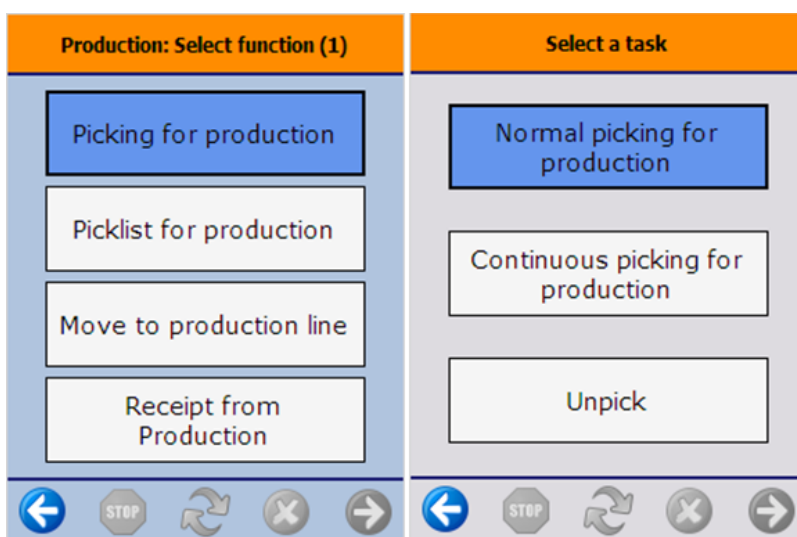 Production: Select function (1)
Picking for production
Picklist for production
Move to production line
Receipt from
Production
STOP
Select a task
Normal picking for
production
Continuous picking for
production
Unpick
STOP